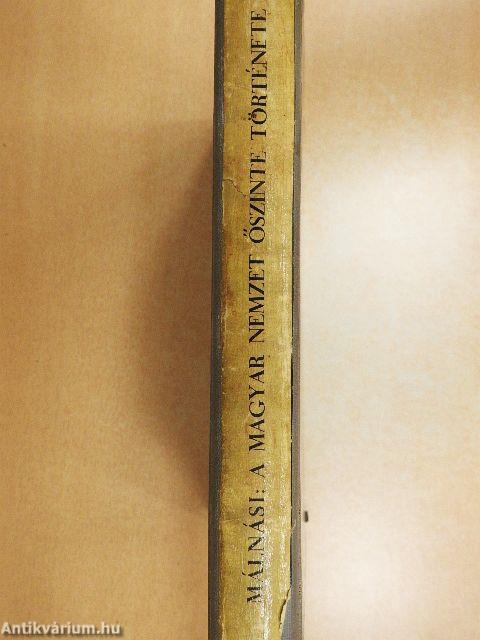 MÁLNÁSI: A MAGYAR NEMZET ŐSZINTE TÖRTÉNETE
Antikvárium.hu